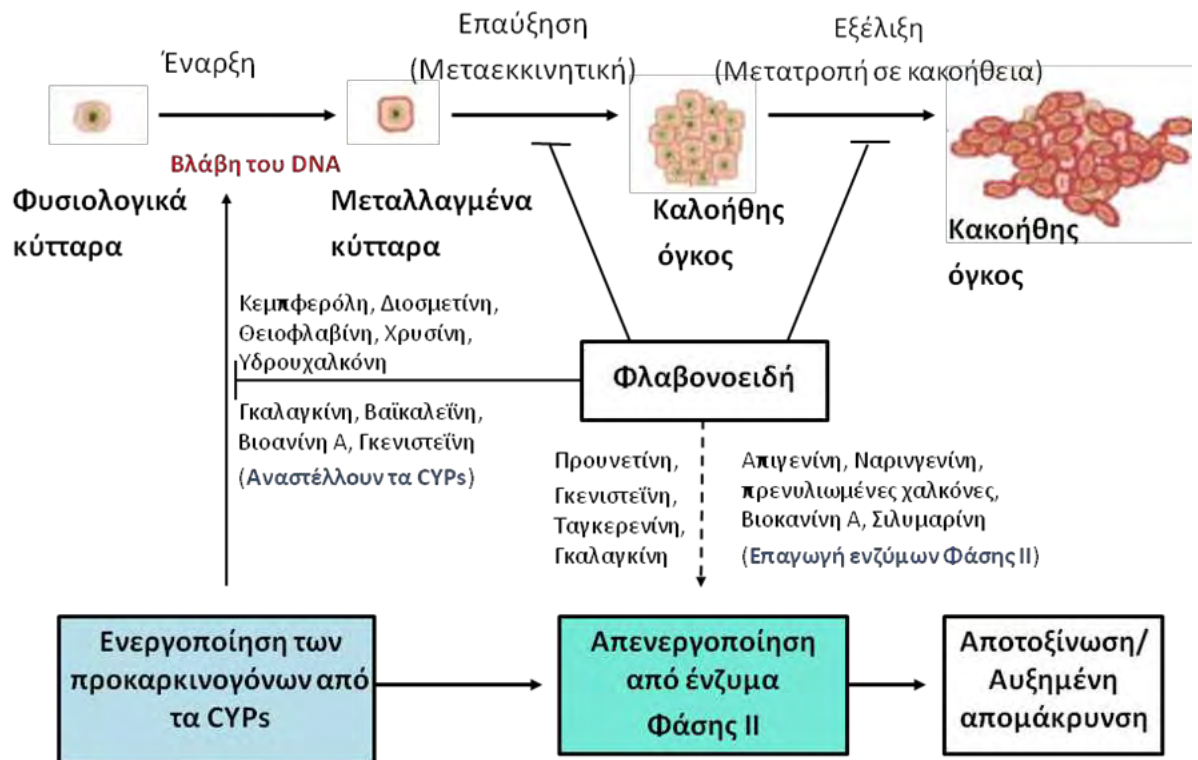 Έναρξη
Επαύξηση
(Μεταεκκινητική)
Εξέλιξη
(Μετατροπή σε κακοήθεια)
Βλάβη του DNA
Φυσιολογικά
κύτταρα
Μεταλλαγμένα
κύτταρα
Καλοήθης
όγκος
Κακοήθης
όγκος
Κεμπφερόλη, Διοσμετίνη,
Θειοφλαβίνη, Χρυσίνη,
Υδρουχαλκόνη
Γκαλαγκίνη, Βαϊκαλεΐνη,
Βιοανίνη Α, Γκενιστεΐνη
(Αναστέλλουν τα CYPs)
Φλαβονοειδή
Προυνετίνη,
Γκενιστεΐνη,
Ταγκερενίνη,
Γκαλαγκίνη
Απιγενίνη, Ναρινγενίνη,
πρενυλιωμένες χαλκόνες,
Βιοκανίνη Α, Σιλυμαρίνη
(Επαγωγή ενζύμων Φάσης ΙΙ)
Ενεργοποίηση των
προκαρκινογόνων από
τα CYPs
Απενεργοποίηση
από ένζυμα
Φάσης ΙΙ
Αποτοξίνωση/
Αυξημένη
απομάκρυνση